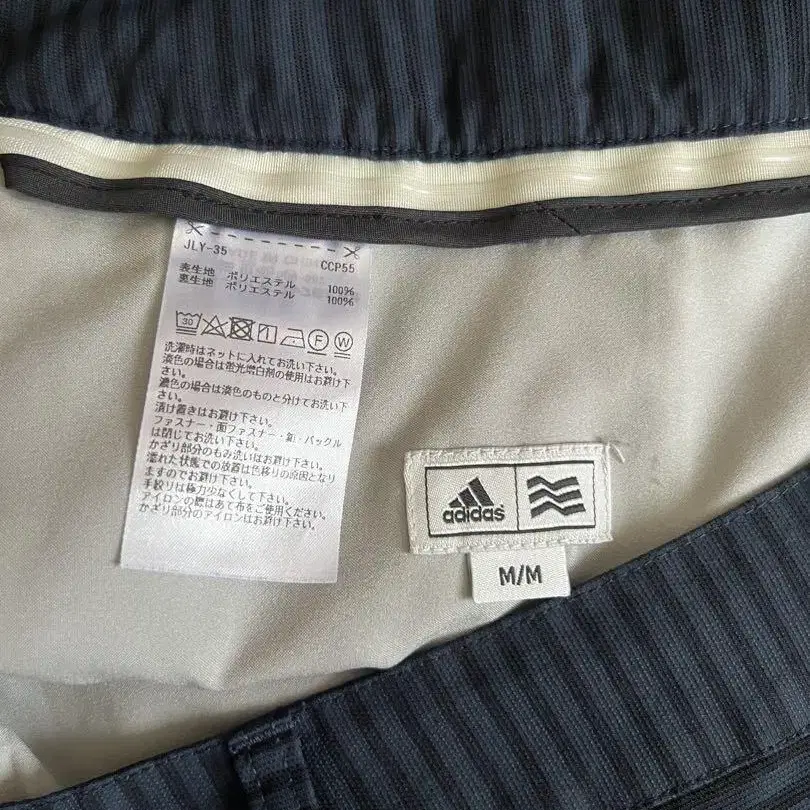 JLY-35
CCP55
表生地 ポリエステル 100%
裏生地 ポリエステル 100%
30
F W
洗濯時はネットに入れてお洗い下さい。
淡色の場合は蛍光増白剤の使用はお避け下
さい。
濃色の場合は淡色のものと分けてお洗い下
さい。
漬け置きはお避け下さい。
ファスナー・面ファスナー・釦・バックル
は閉じてお洗い下さい。
かざり部分のもみ洗いはお避け下さい。
濡れた状態での放置は色移りの原因となり
ますのでお避け下さい。
手絞りは極力少なくして下さい。
アイロンの際はあて布をご使用ください。
かざり部分のアイロンはお避け下さい。
adidas
M/M